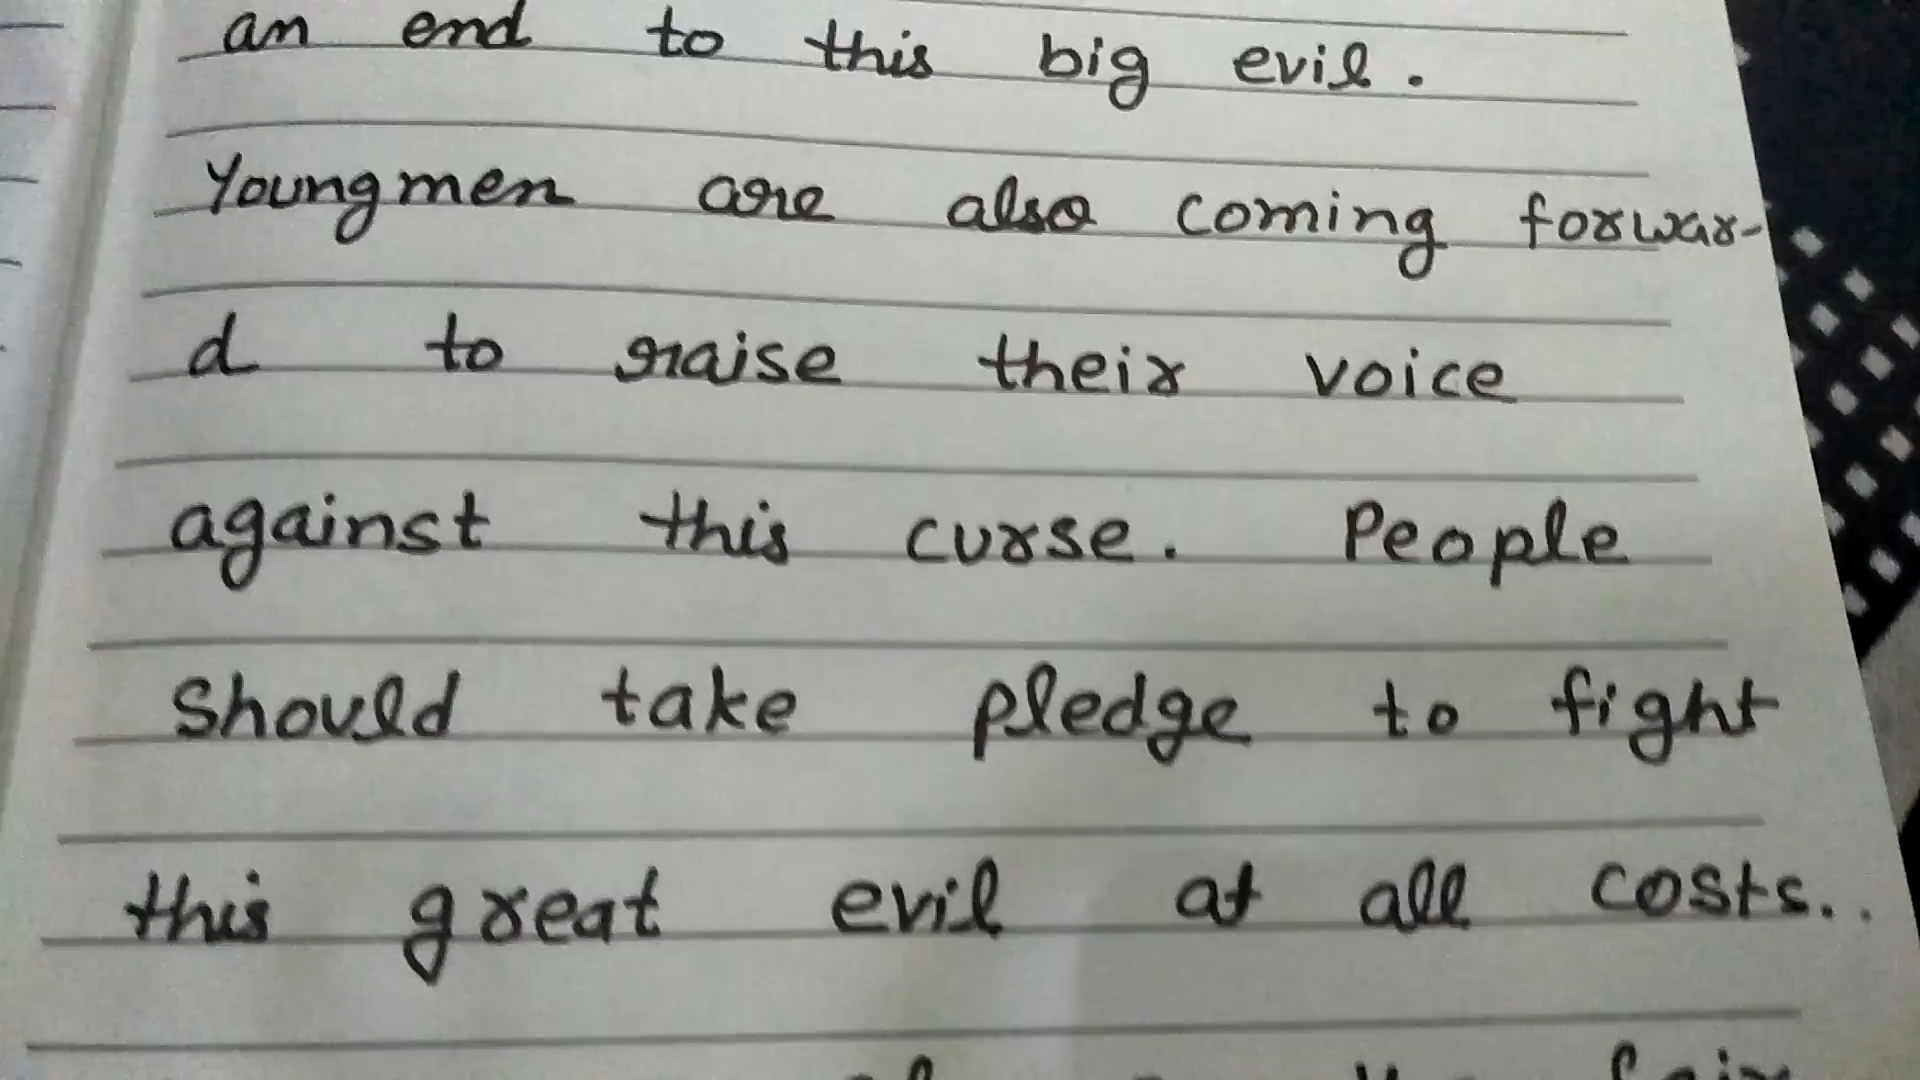 an end to this big evil.
Youngmen are also coming forwar-
d to raise their voice
against this curse. People
Should take pledge to fight
this great evil at all costs..